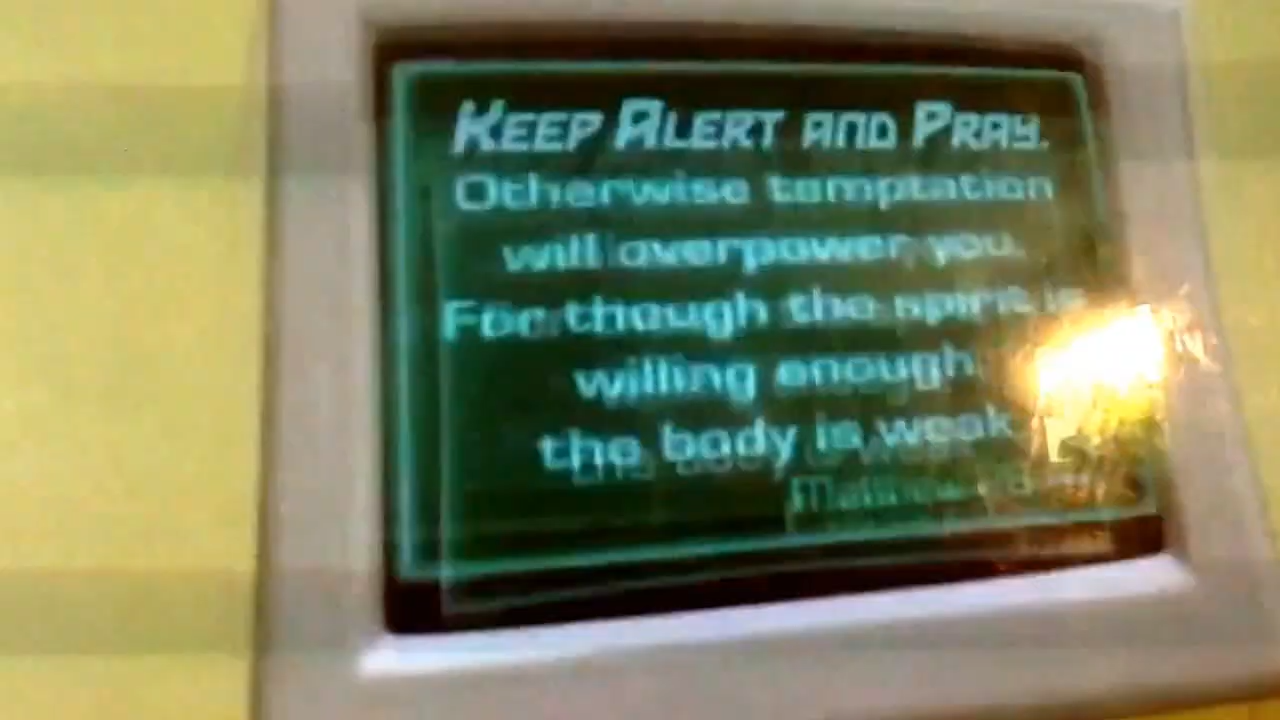 KEEP ALERT AND PRAY.
Otherwise temptation
will overpower you.
For though the spirit is
willing enough
the body is weak
Matthew